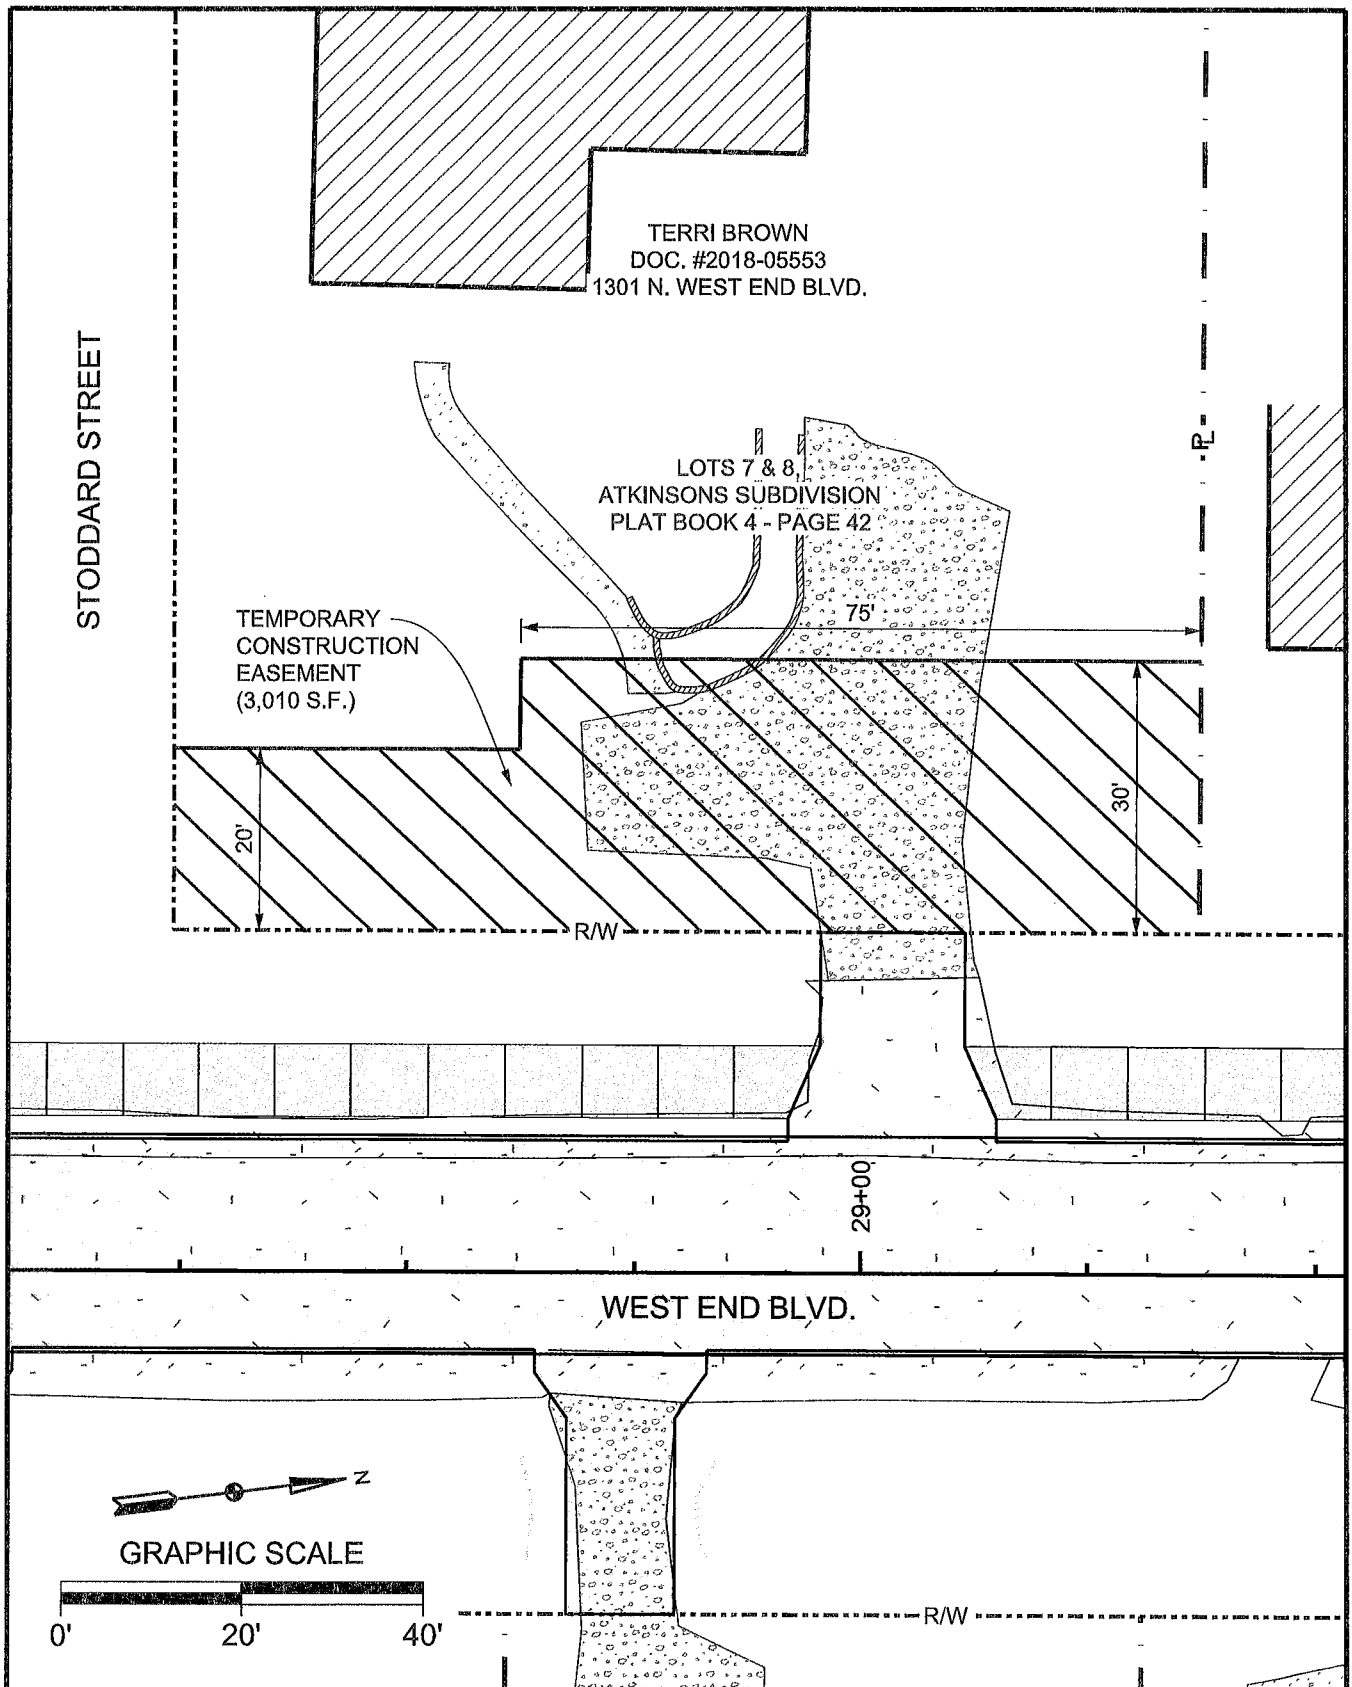 TERRI BROWN
DOC. #2018-05553
1301 N. WEST END BLVD.
STODDARD STREET
PL
LOTS 7 & 8,
ATKINSONS SUBDIVISION
PLAT BOOK 4 - PAGE 42
75'
TEMPORARY
CONSTRUCTION
EASEMENT
(3,010 S.F.)
20'
30'
R/W
29+00
WEST END BLVD.
N
GRAPHIC SCALE
0' 20' 40'
R/W